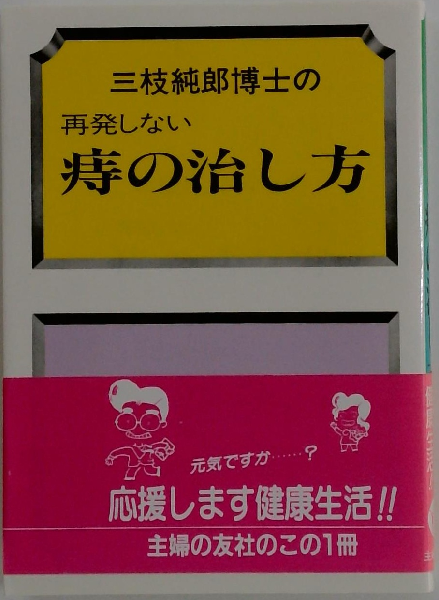 三枝純郎博士の
再発しない
痔の治し方
元気ですか……?
応援します健康生活!!
主婦の友社のこの1冊